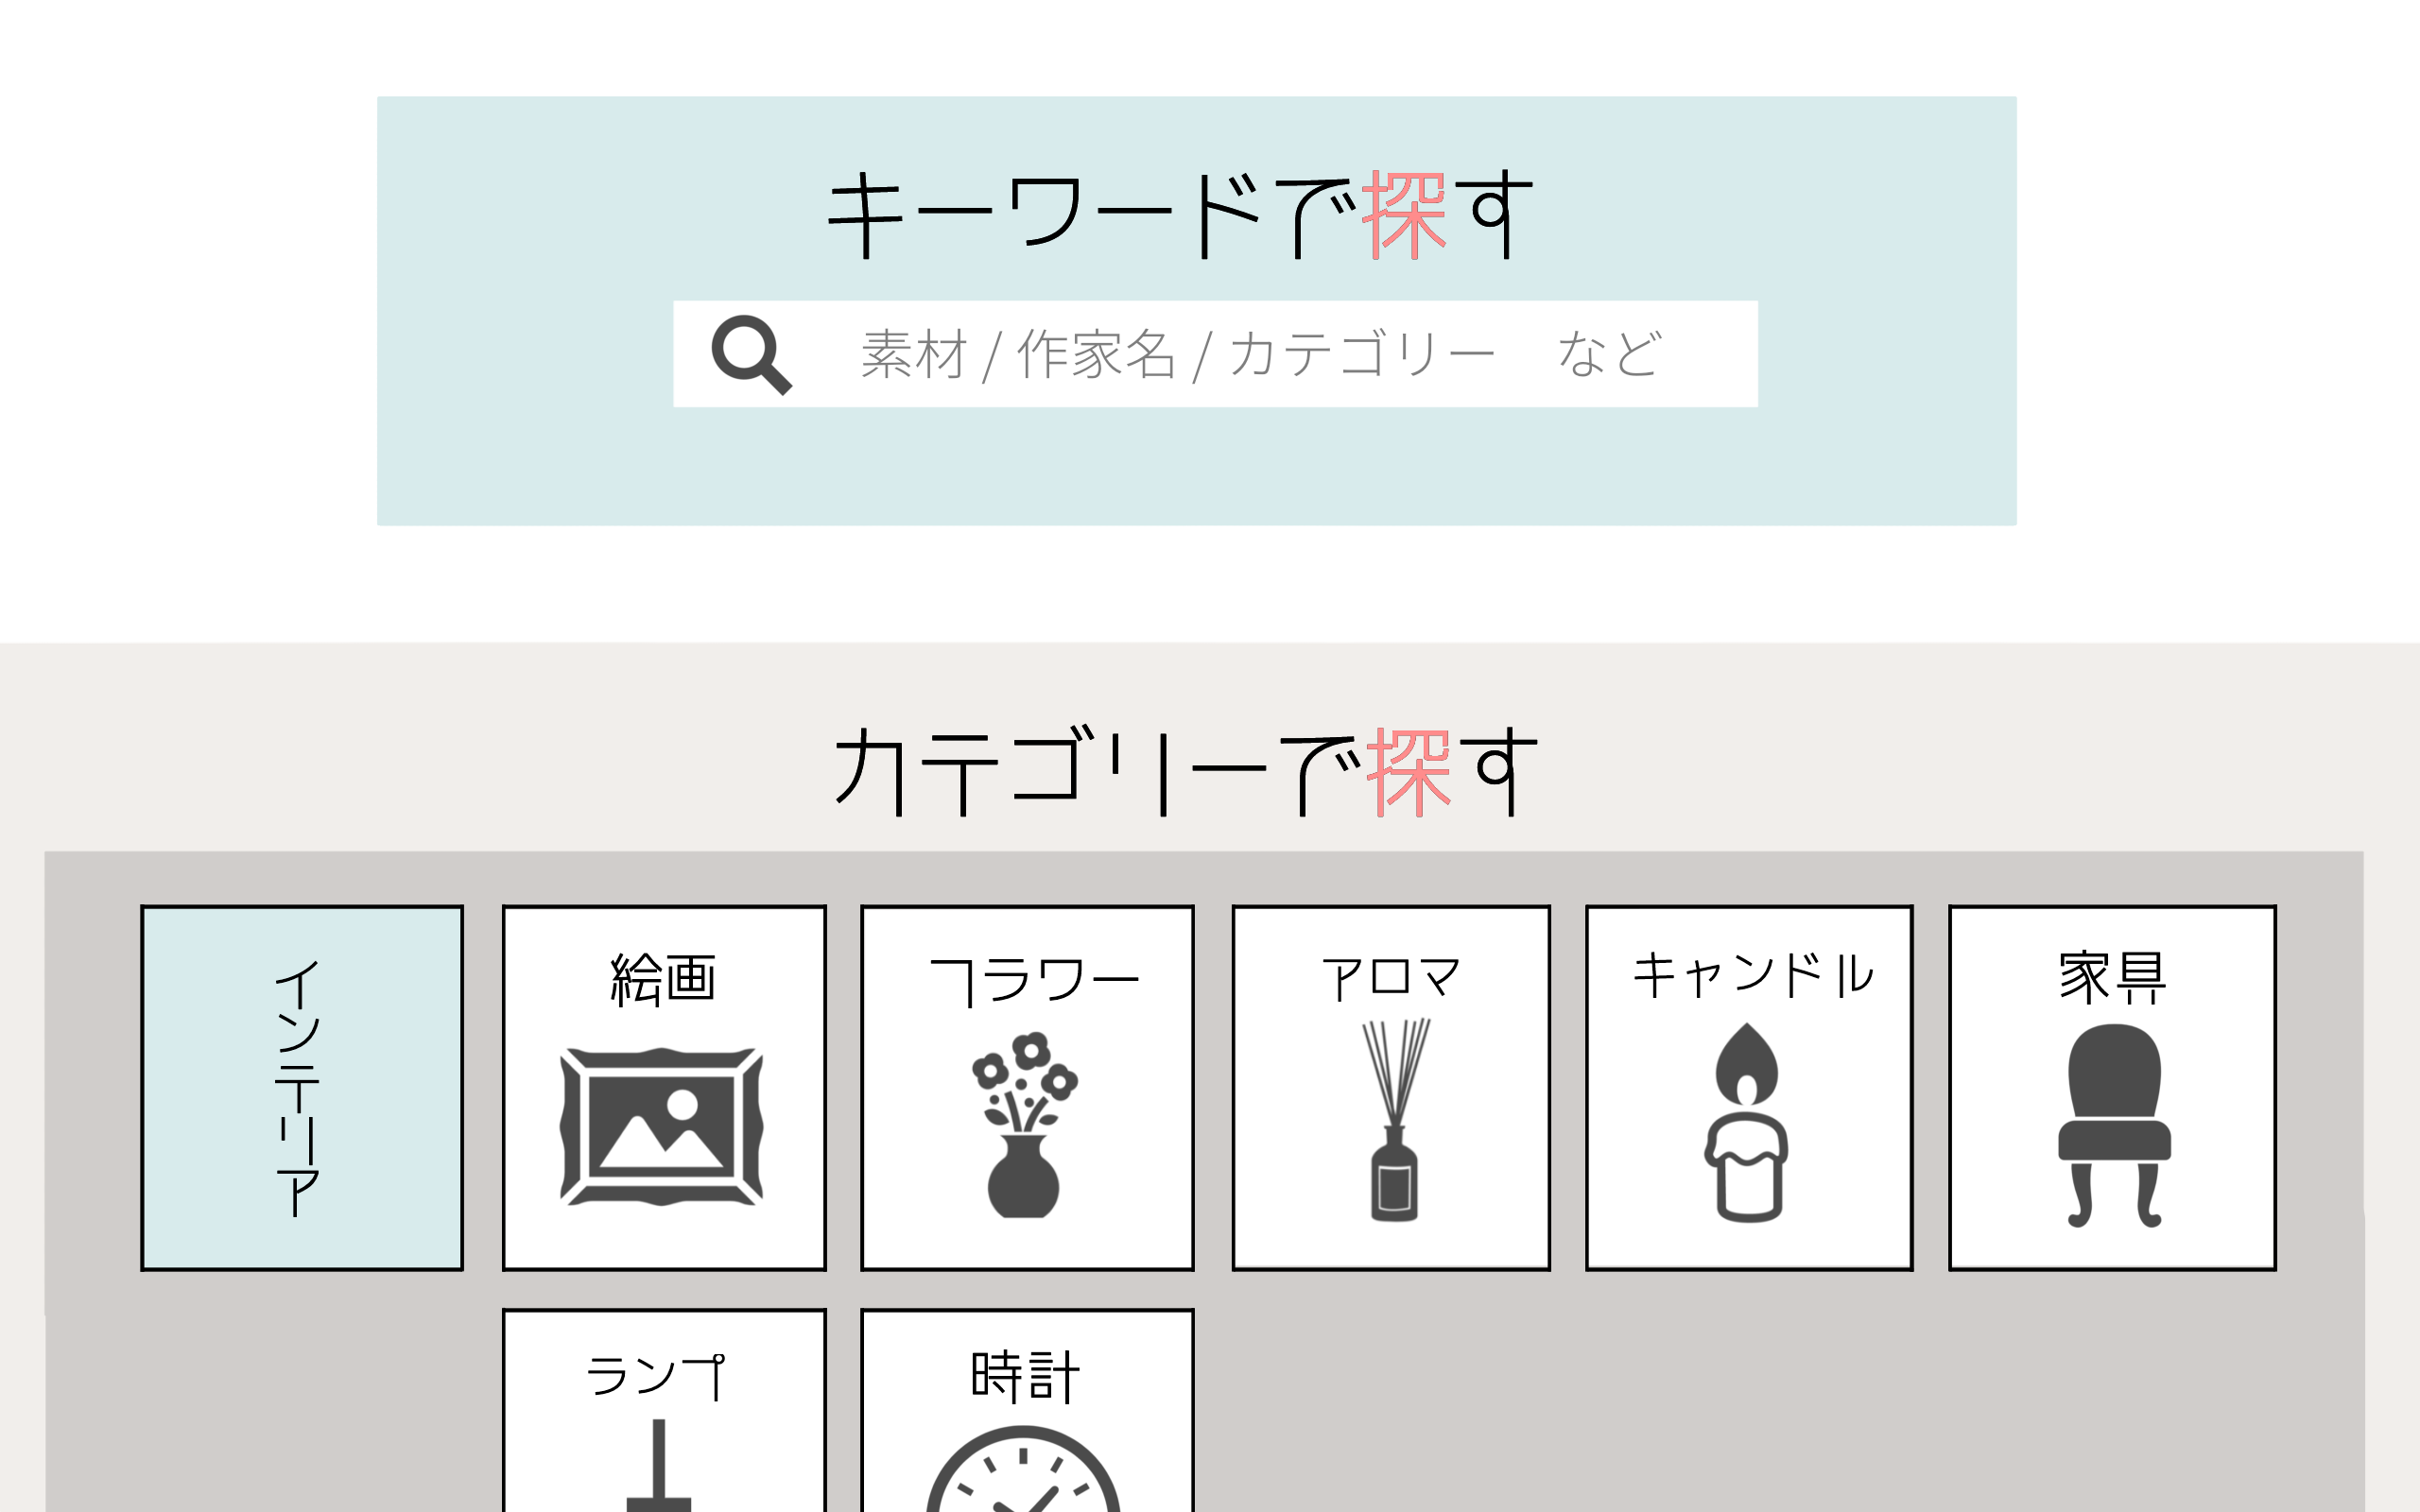 キーワードで探す
素材/作家名/カテゴリー　など
カテゴリーで探す
インテリア
絵画
フラワー
アロマ
キャンドル
家具
ランプ
時計